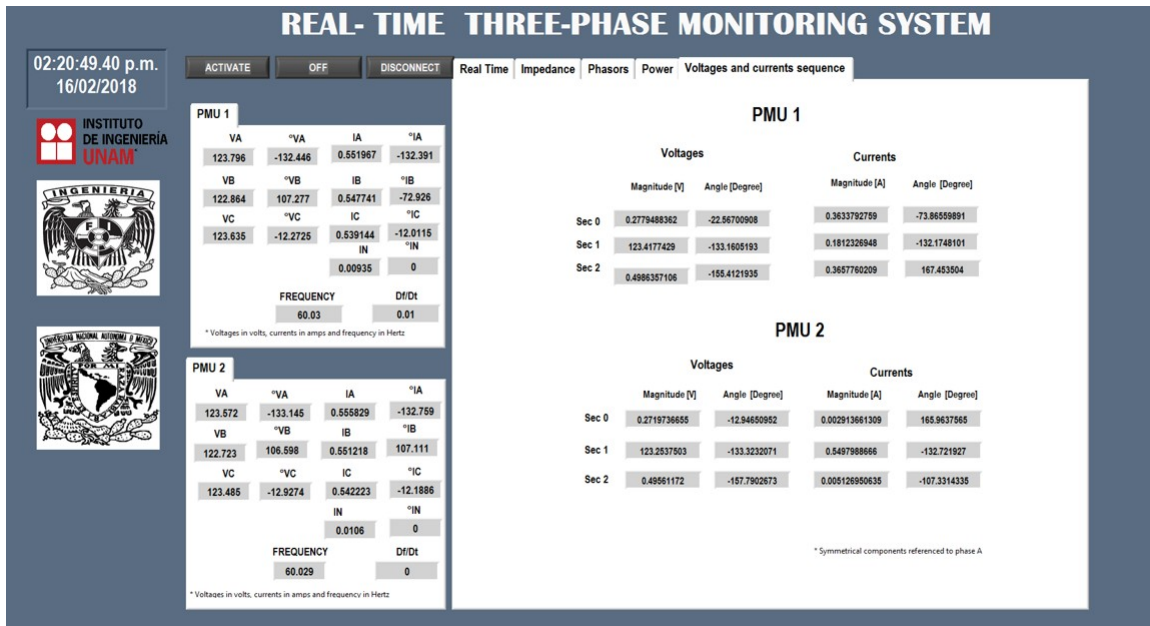 REAL- TIME THREE-PHASE MONITORING SYSTEM
02:20:49.40 p.m.
16/02/2018
ACTIVATE OFF DISCONNECT
Real Time Impedance Phasors Power Voltages and currents sequence
INSTITUTO
DE INGENIERÍA
UNAM
INGENIERIA
F I
UNIVERSIDAD NACIONAL AUTONOMA D MEXICO
PMU 1
VA °VA IA °IA
123.796 -132.446 0.551967 -132.391
VB °VB IB °IB
122.864 107.277 0.547741 -72.926
VC °VC IC °IC
123.635 -12.2725 0.539144 -12.0115
IN °IN
0.00935 0
FREQUENCY Df/Dt
60.03 0.01
* Voltages in volts, currents in amps and frequency in Hertz
PMU 2
VA °VA IA °IA
123.572 -133.145 0.555829 -132.759
VB °VB IB °IB
122.723 106.598 0.551218 107.111
VC °VC IC °IC
123.485 -12.9274 0.542223 -12.1886
IN °IN
0.0106 0
FREQUENCY Df/Dt
60.029 0
* Voltages in volts, currents in amps and frequency in Hertz
PMU 1
Voltages Currents
Magnitude [V] Angle [Degree] Magnitude [A] Angle [Degree]
Sec 0 0.2779488362 -22.56700908 0.3633792759 -73.86559891
Sec 1 123.4177429 -133.1605193 0.1812326948 -132.1748101
Sec 2 0.4986357106 -155.4121935 0.3657760209 167.453504
PMU 2
Voltages Currents
Magnitude [V] Angle [Degree] Magnitude [A] Angle [Degree]
Sec 0 0.2719736655 -12.94650952 0.002913661309 165.9637565
Sec 1 123.2537503 -133.3232071 0.5497988666 -132.721927
Sec 2 0.49561172 -157.7902673 0.005126950635 -107.3314335
* Symmetrical components referenced to phase A